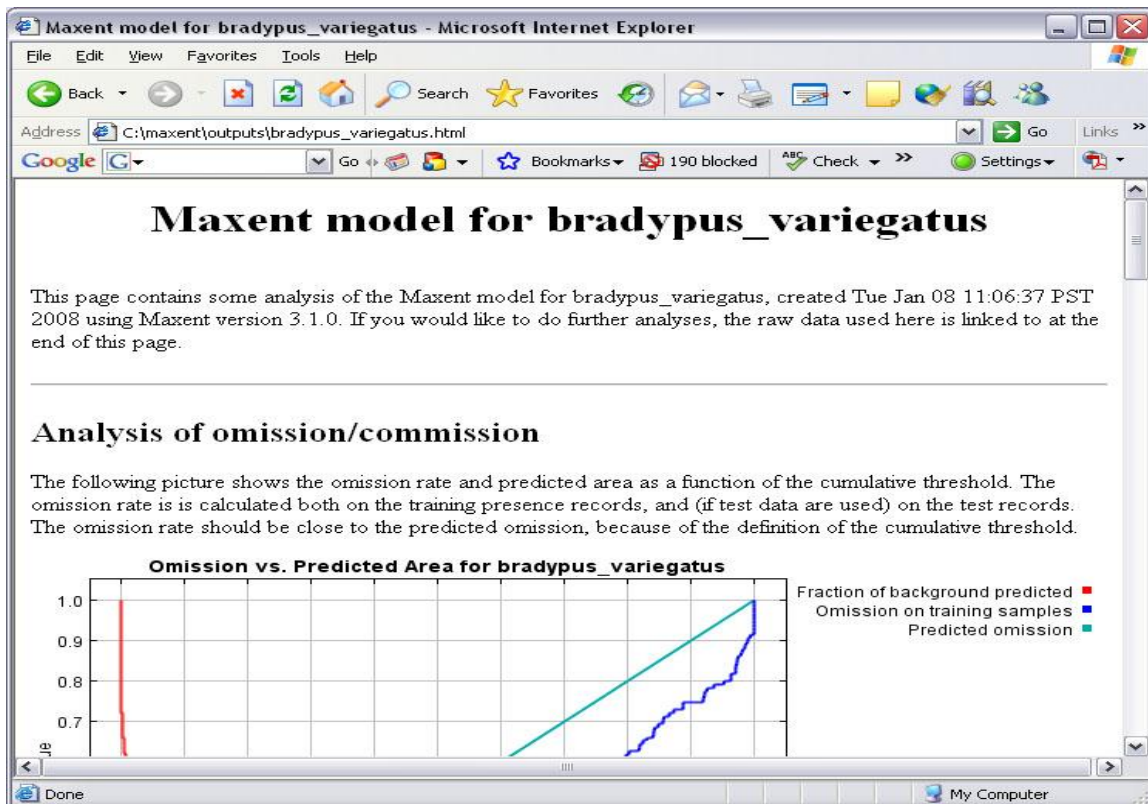 Maxent model for bradypus_variegatus - Microsoft Internet Explorer
File Edit View Favorites Tools Help
Back Search Favorites
Address C:\maxent\outputs\bradypus_variegatus.html Go Links »
Google G Go Bookmarks 190 blocked ABC Check » Settings
Maxent model for bradypus_variegatus
This page contains some analysis of the Maxent model for bradypus_variegatus, created Tue Jan 08 11:06:37 PST
2008 using Maxent version 3.1.0. If you would like to do further analyses, the raw data used here is linked to at the
end of this page.
Analysis of omission/commission
The following picture shows the omission rate and predicted area as a function of the cumulative threshold. The
omission rate is is calculated both on the training presence records, and (if test data are used) on the test records.
The omission rate should be close to the predicted omission, because of the definition of the cumulative threshold.
Omission vs. Predicted Area for bradypus_variegatus
Fraction of background predicted
Omission on training samples
Predicted omission
1.0
0.9
0.8
0.7
Done My Computer